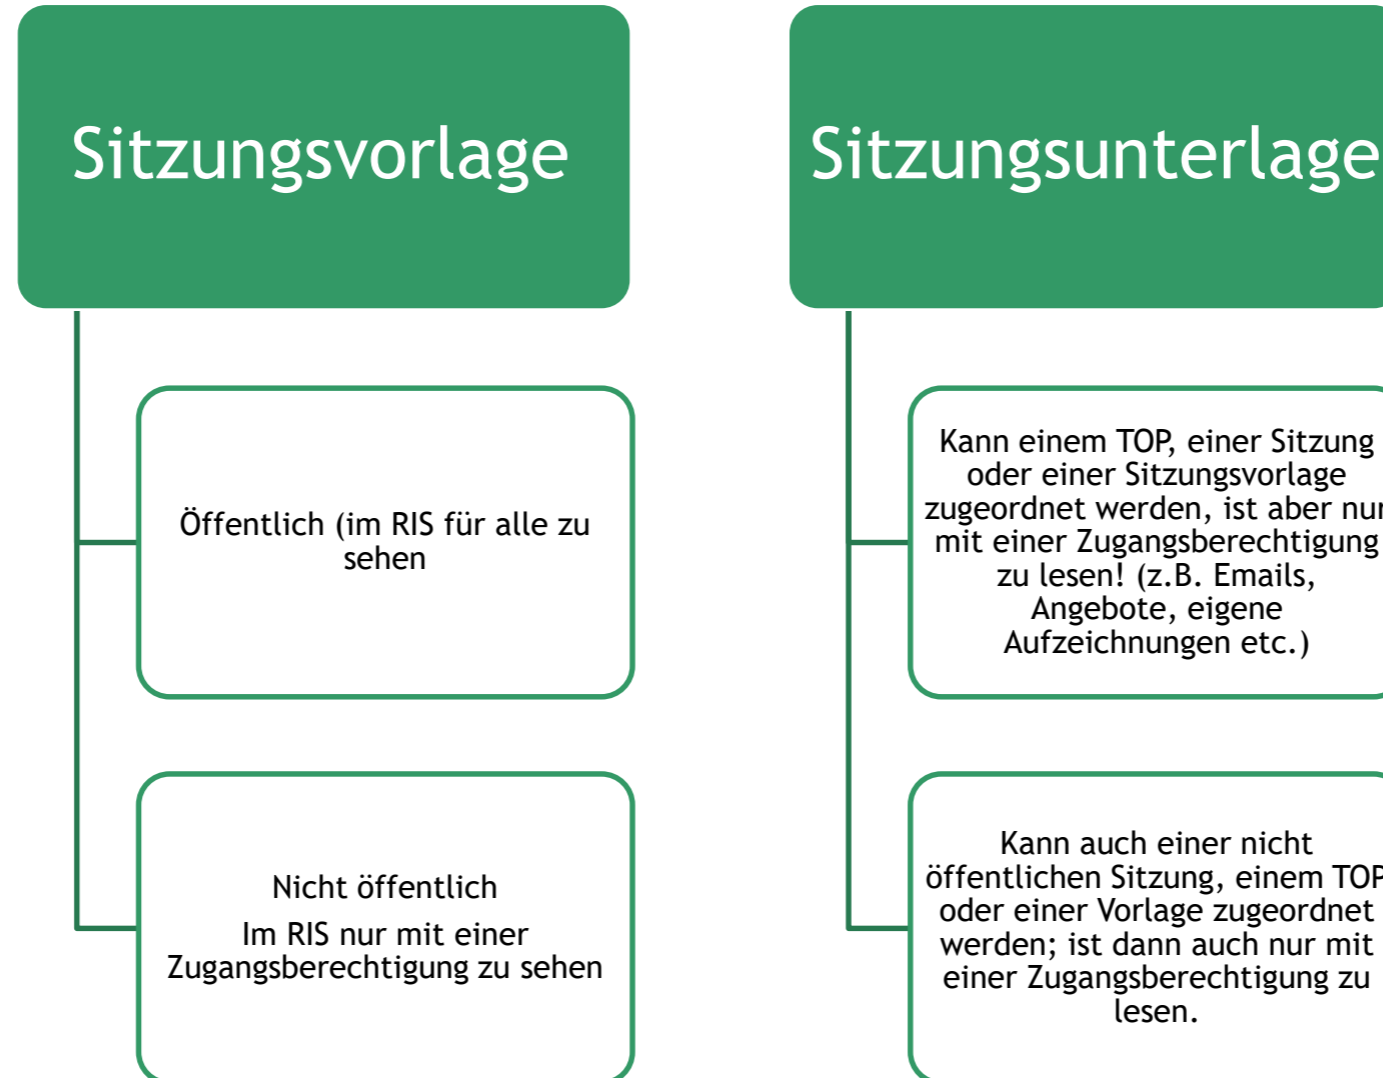 Sitzungsvorlage
Öffentlich (im RIS für alle zu
sehen
Nicht öffentlich
Im RIS nur mit einer
Zugangsberechtigung zu sehen
Sitzungsunterlage
Kann einem TOP, einer Sitzung
oder einer Sitzungsvorlage
zugeordnet werden, ist aber nur
mit einer Zugangsberechtigung
zu lesen! (z.B. Emails,
Angebote, eigene
Aufzeichnungen etc.)
Kann auch einer nicht
öffentlichen Sitzung, einem TOP
oder einer Vorlage zugeordnet
werden; ist dann auch nur mit
einer Zugangsberechtigung zu
lesen.